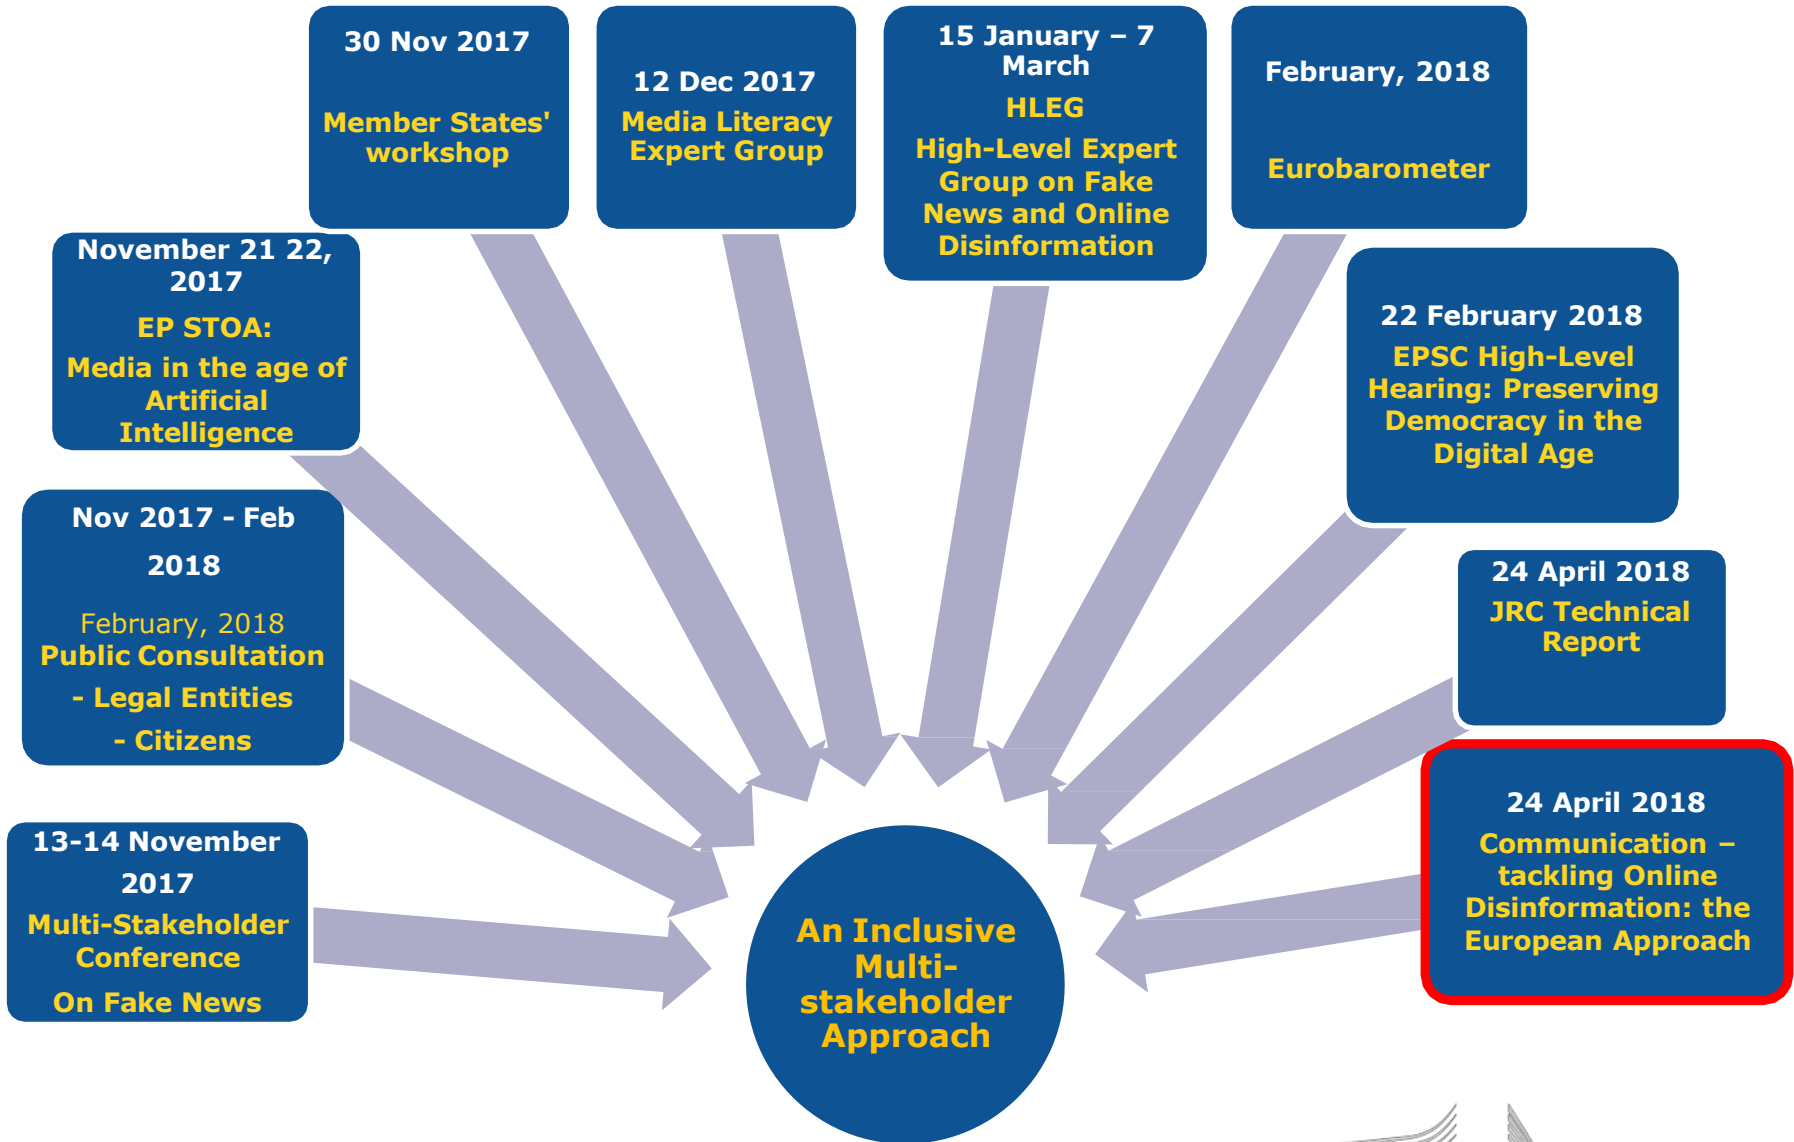 13-14 November
2017
Multi-Stakeholder
Conference
On Fake News
Nov 2017 - Feb
2018
February, 2018
Public Consultation
- Legal Entities
- Citizens
November 21 22,
2017
EP STOA:
Media in the age of
Artificial
Intelligence
30 Nov 2017
Member States'
workshop
12 Dec 2017
Media Literacy
Expert Group
15 January – 7
March
HLEG
High-Level Expert
Group on Fake
News and Online
Disinformation
February, 2018
Eurobarometer
22 February 2018
EPSC High-Level
Hearing: Preserving
Democracy in the
Digital Age
24 April 2018
JRC Technical
Report
24 April 2018
Communication –
tackling Online
Disinformation: the
European Approach
An Inclusive
Multi-
stakeholder
Approach